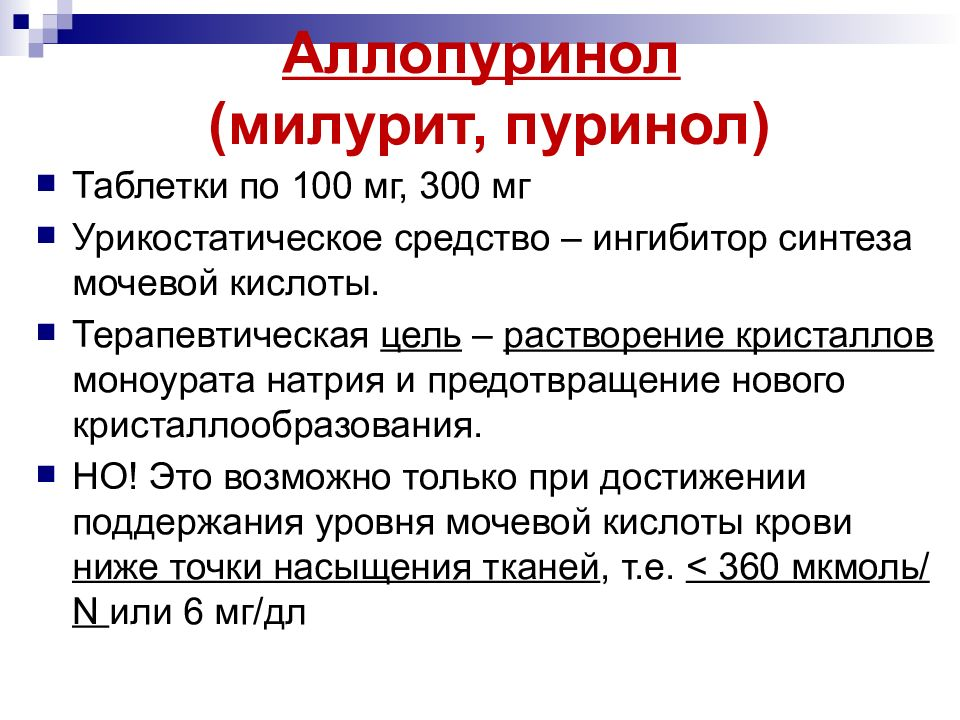 Аллопуринол
(милурит, пуринол)
Таблетки по 100 мг, 300 мг
Урикостатическое средство – ингибитор синтеза
мочевой кислоты.
Терапевтическая цель – растворение кристаллов
моноурата натрия и предотвращение нового
кристаллообразования.
НО! Это возможно только при достижении
поддержания уровня мочевой кислоты крови
ниже точки насыщения тканей, т.е. < 360 мкмоль/
N или 6 мг/дл